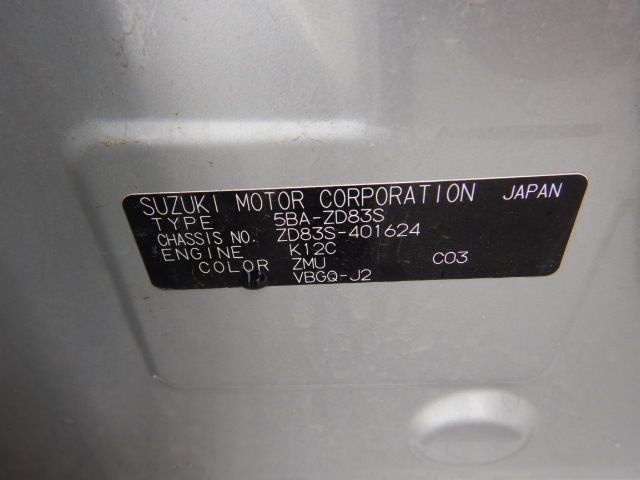 SUZUKI MOTOR CORPORATION JAPAN
TYPE 5BA-ZD83S
CHASSIS NO. ZD83S-401624
ENGINE K12C
COLOR ZMU C03
VBGQ-J2